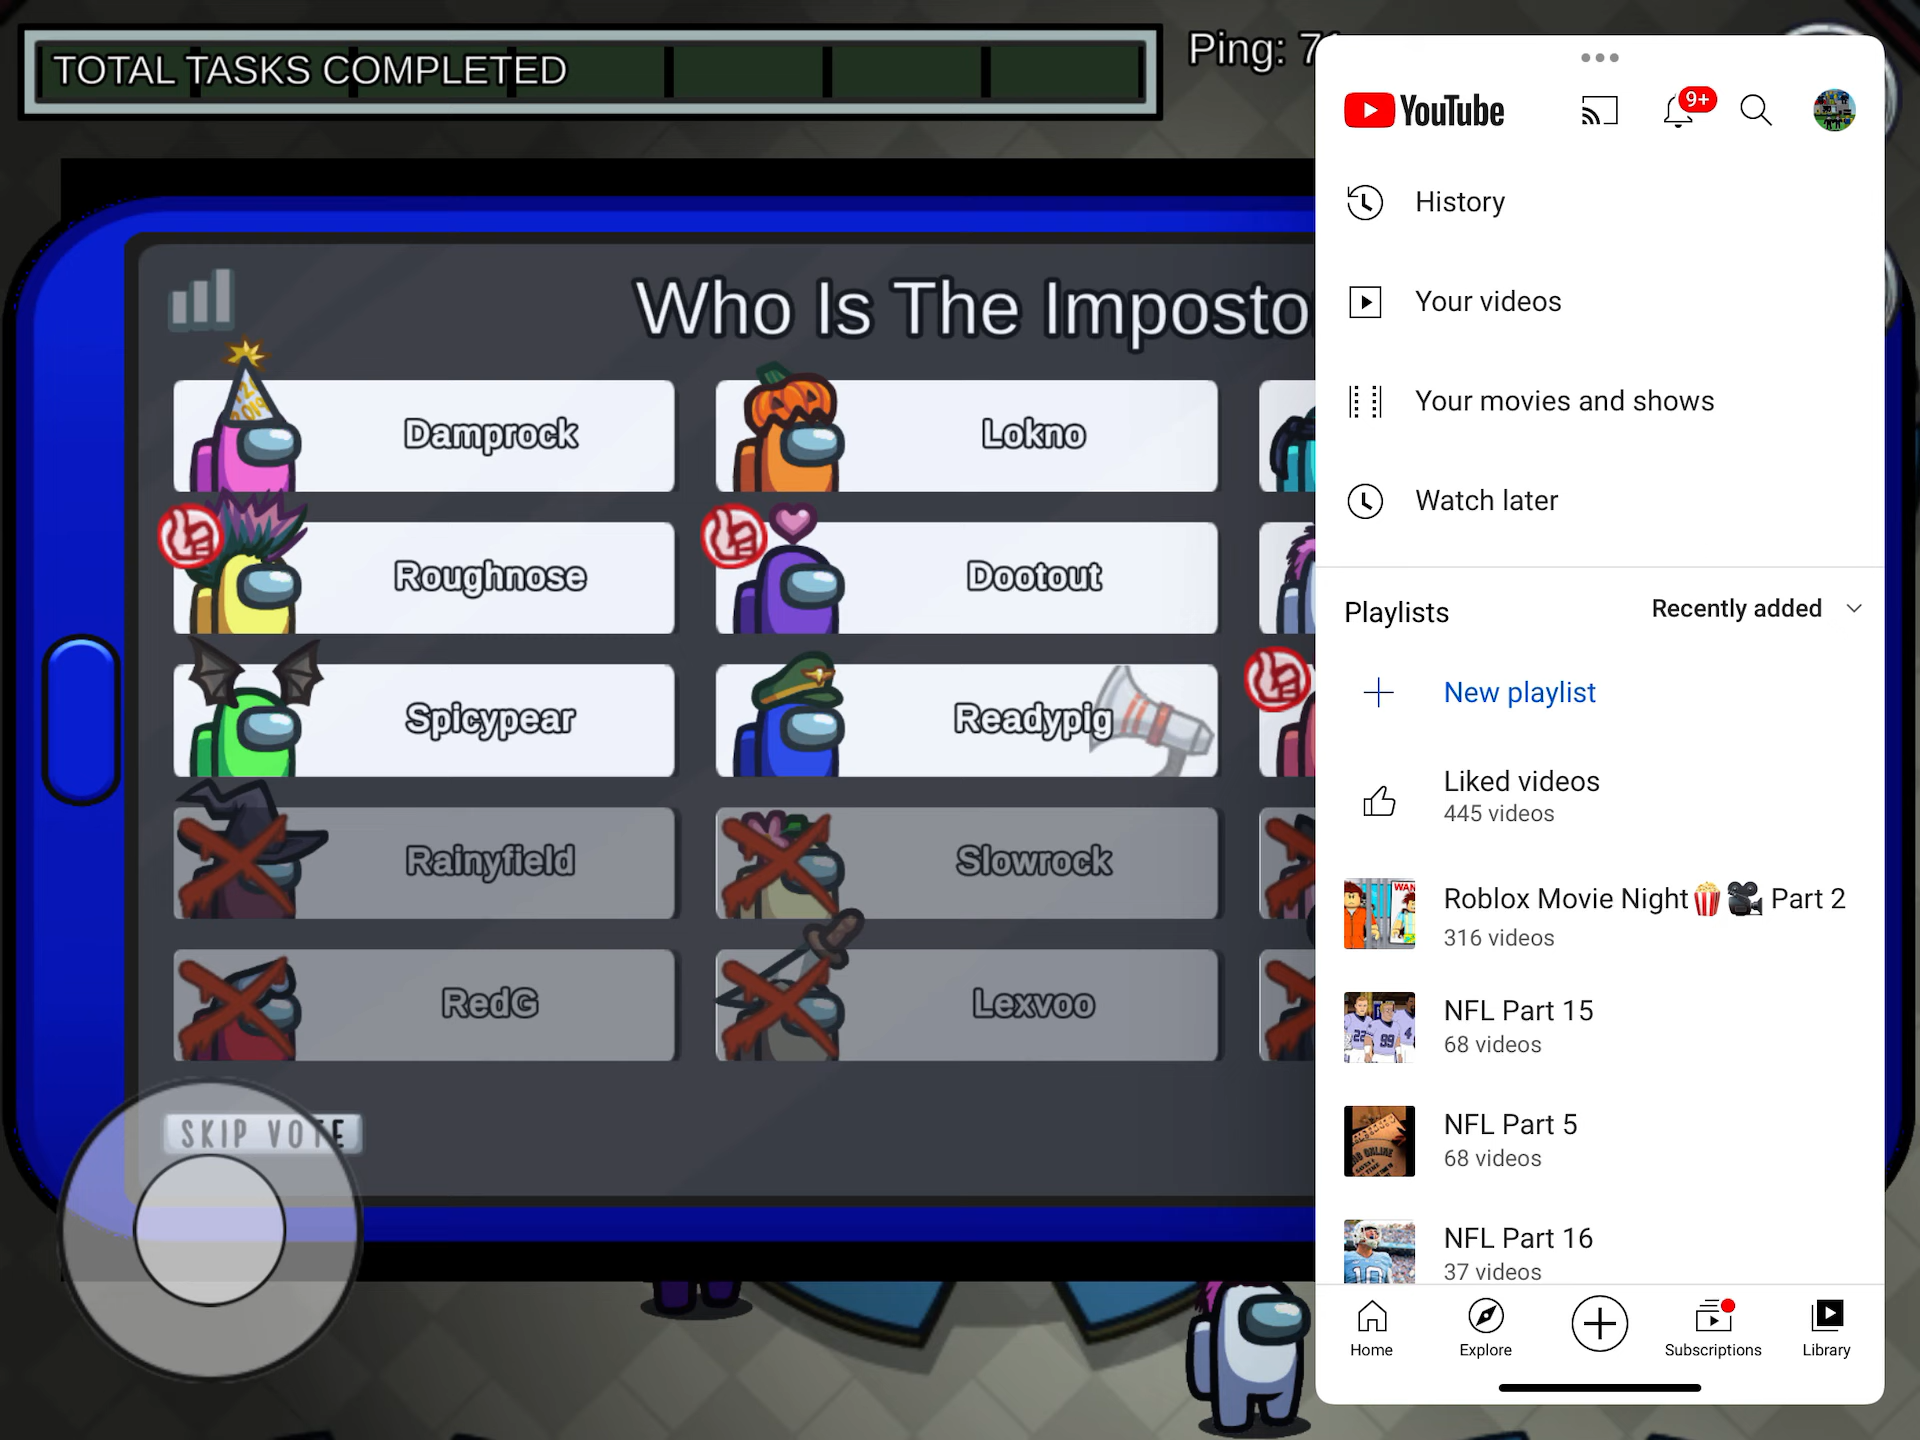 TOTAL TASKS COMPLETED
Ping: 7
Who Is The Imposto
Damprock
Lokno
Roughnose
Dootout
Spicypear
Readypig
Rainyfield
Slowrock
RedG
Lexvoo
SKIP VOTE
YouTube
9+
History
Your videos
Your movies and shows
Watch later
Playlists
Recently added
New playlist
Liked videos
445 videos
Roblox Movie Night🍿🎥 Part 2
316 videos
NFL Part 15
68 videos
NFL Part 5
68 videos
NFL Part 16
37 videos
Home
Explore
Subscriptions
Library